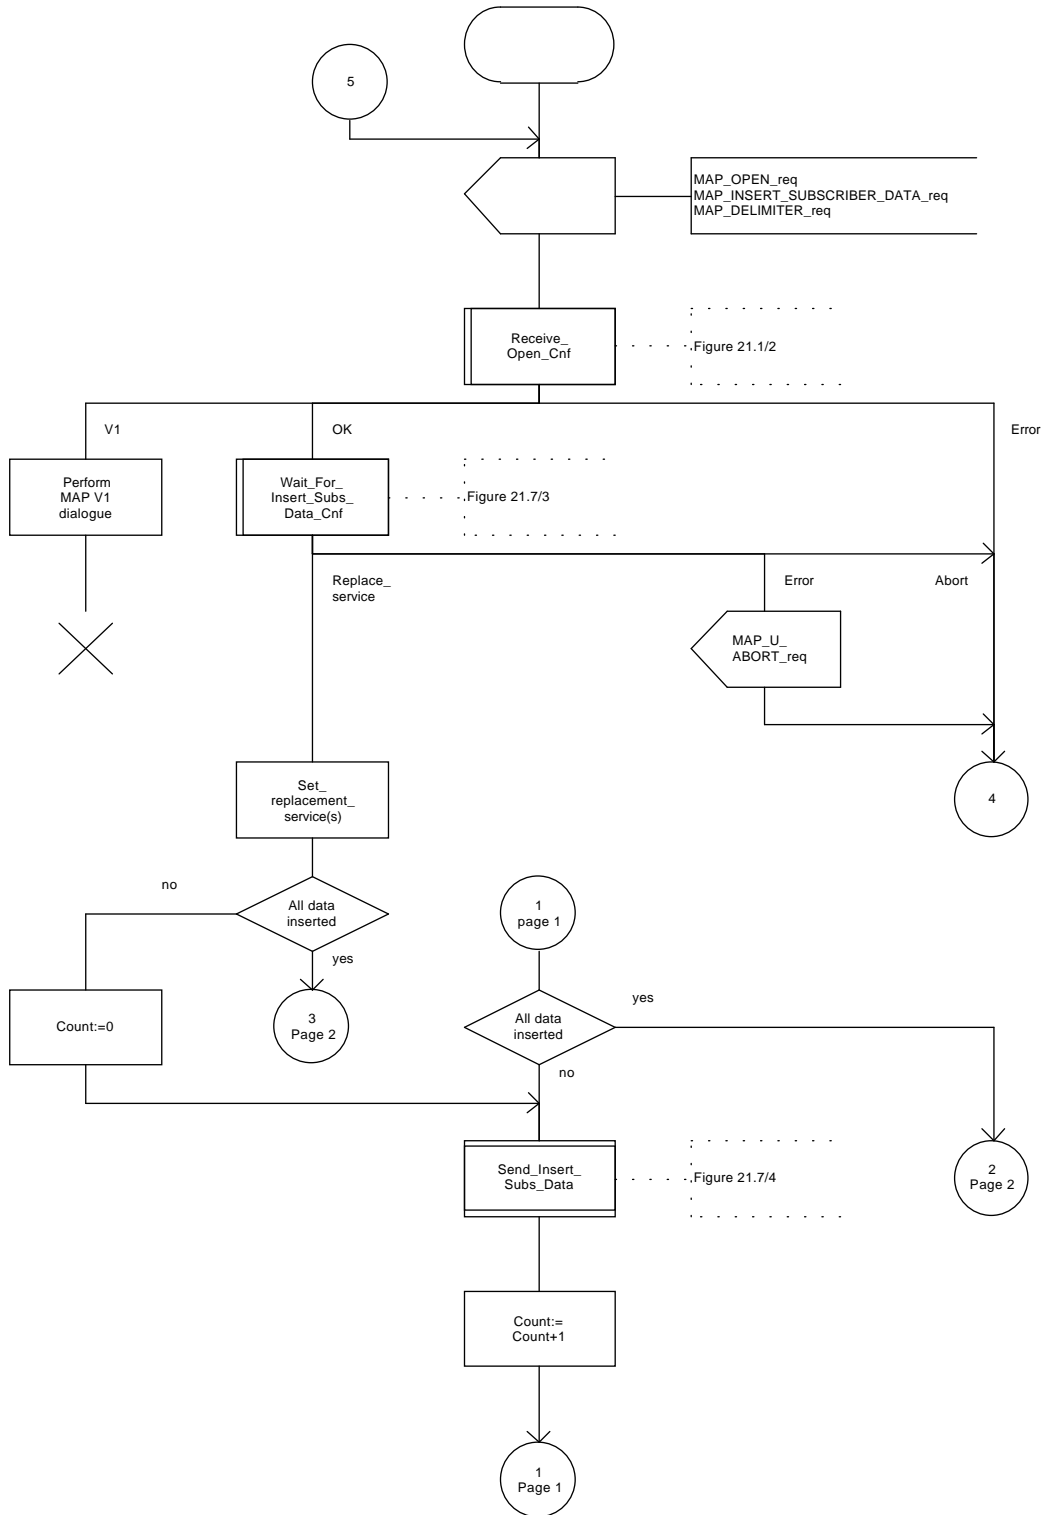 5
MAP_OPEN_req
MAP_INSERT_SUBSCRIBER_DATA_req
MAP_DELIMITER_req
Receive_
Open_Cnf
Figure 21.1/2
V1
OK
Error
Perform
MAP V1
dialogue
Wait_For_
Insert_Subs_
Data_Cnf
Figure 21.7/3
Replace_
service
Error
Abort
MAP_U_
ABORT_req
Set_
replacement_
service(s)
4
no
All data
inserted
yes
1
page 1
Count:=0
3
Page 2
All data
inserted
yes
no
Send_Insert_
Subs_Data
Figure 21.7/4
2
Page 2
Count:=
Count+1
1
Page 1